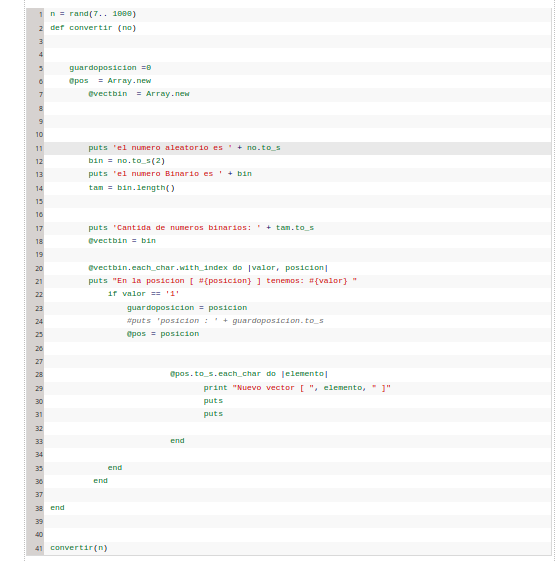 1 n = rand(7.. 1000)
2 def convertir (no)
3
4
5 guardoposicion =0
6 @pos  = Array.new
7 @vectbin  = Array.new
8
9
10
11 puts 'el numero aleatorio es ' + no.to_s
12 bin = no.to_s(2)
13 puts 'el numero Binario es ' + bin
14 tam = bin.length()
15
16
17 puts 'Cantida de numeros binarios: ' + tam.to_s
18 @vectbin = bin
19
20 @vectbin.each_char.with_index do |valor, posicion|
21 puts "En la posicion [ #{posicion} ] tenemos: #{valor} "
22 if valor == '1'
23 guardoposicion = posicion
24 #puts 'posicion : ' + guardoposicion.to_s
25 @pos = posicion
26
27
28 @pos.to_s.each_char do |elemento|
29 print "Nuevo vector [ ", elemento, " ]"
30 puts
31 puts
32
33 end
34
35 end
36 end
37
38 end
39
40
41 convertir(n)